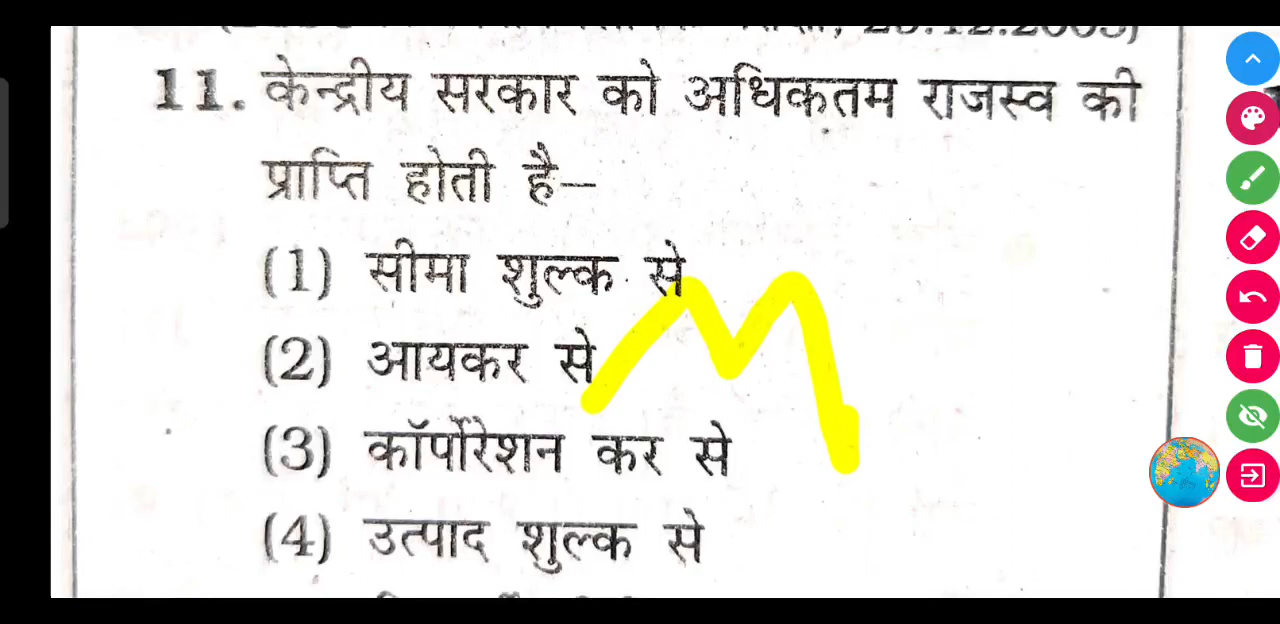 11. केन्द्रीय सरकार को अधिकतम राजस्व की
प्राप्ति होती है–
(1) सीमा शुल्क से
(2) आयकर से
(3) कॉर्पोरेशन कर से
(4) उत्पाद शुल्क से